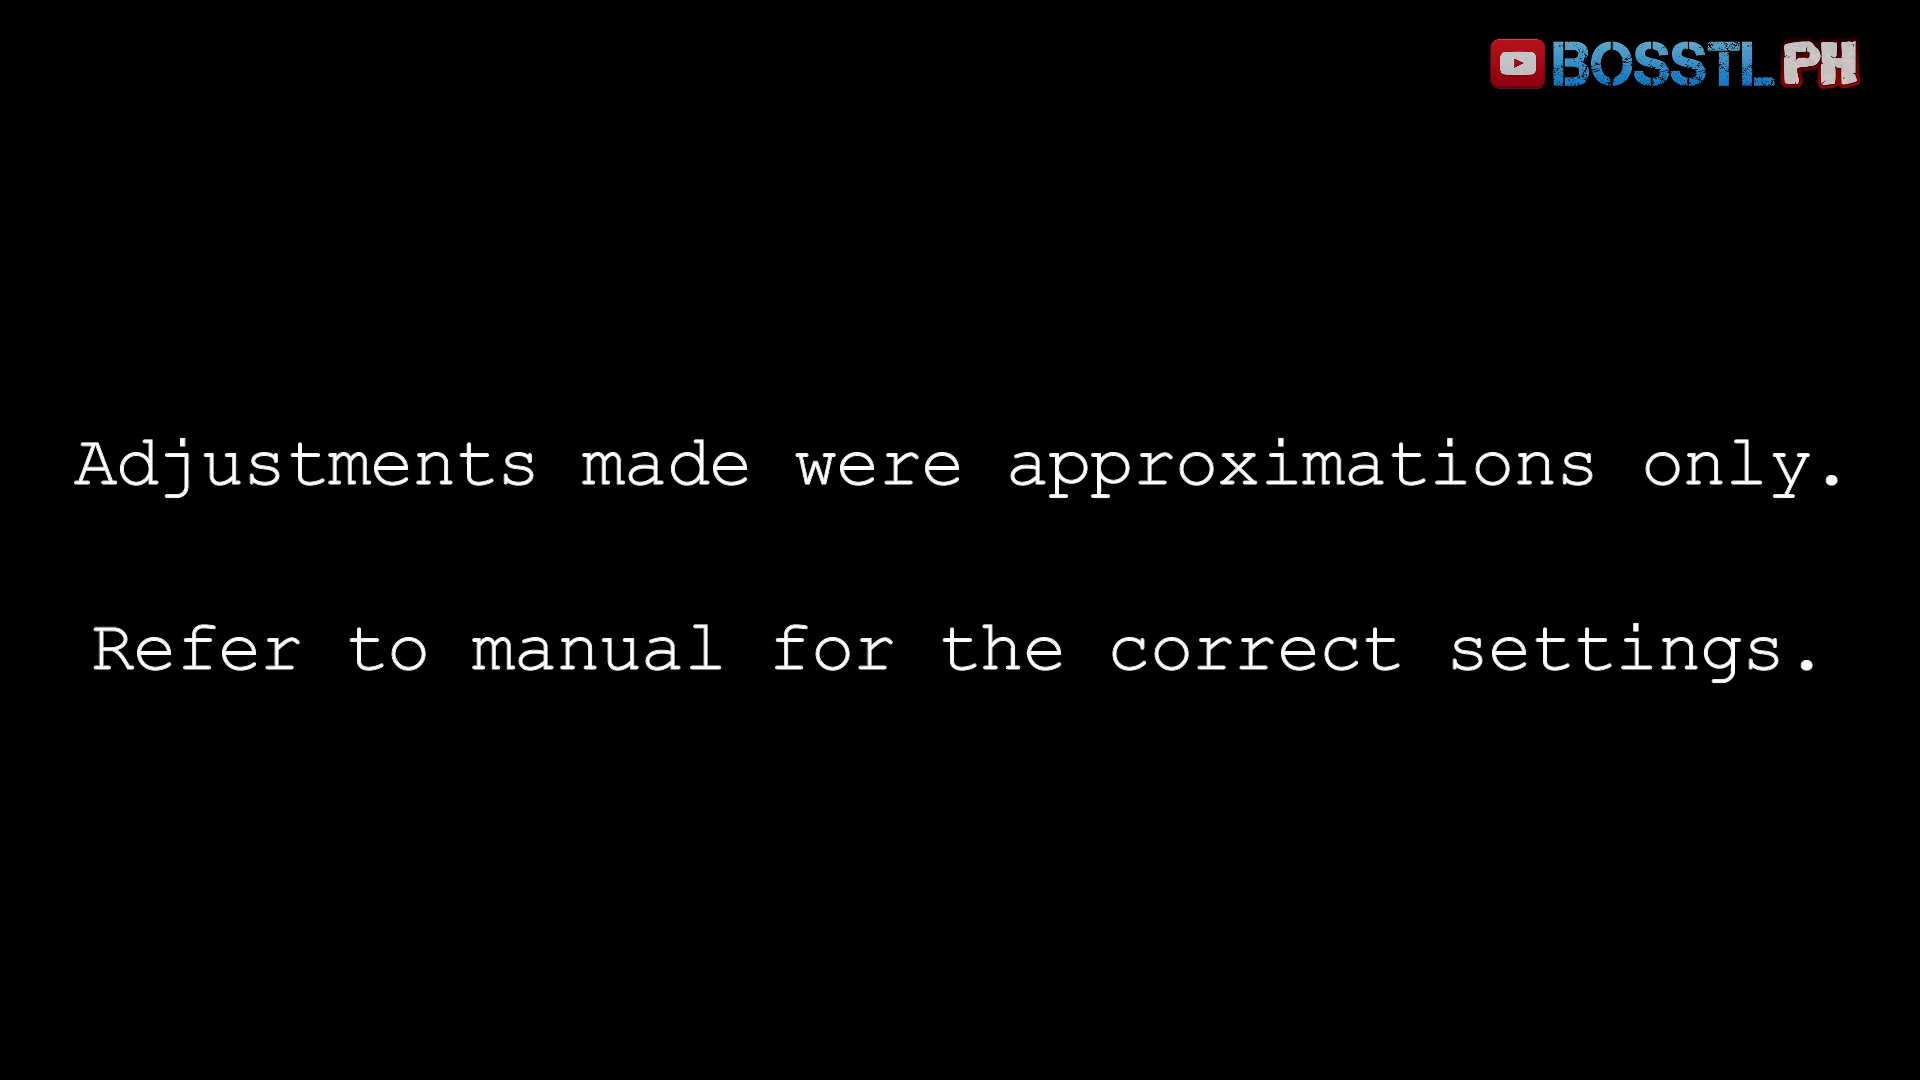 BOSSTL PH
Adjustments made were approximations only.
Refer to manual for the correct settings.